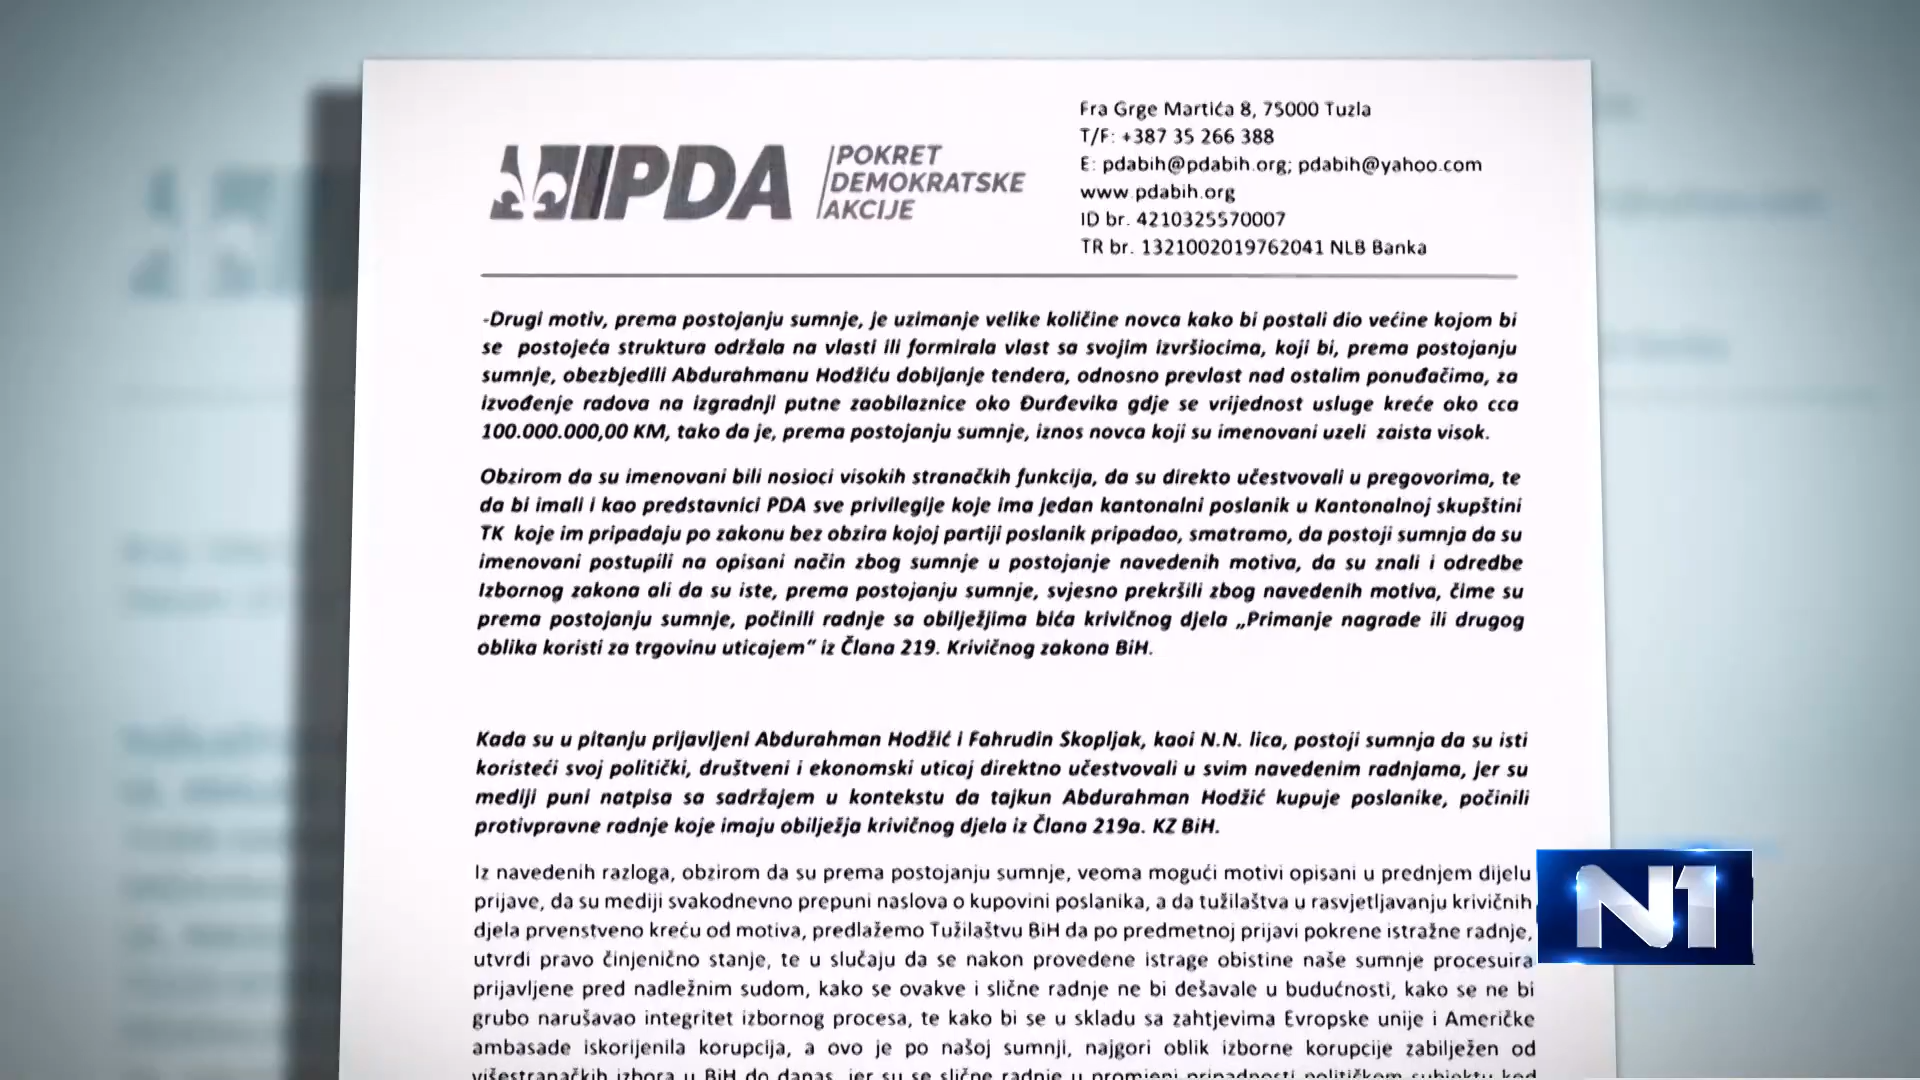 PDA
POKRET
DEMOKRATSKE
AKCIJE
Fra Grge Martića 8, 75000 Tuzla
T/F: +387 35 266 388
E: pdabih@pdabih.org; pdabih@yahoo.com
www.pdabih.org
ID br. 4210325570007
TR br. 1321002019762041 NLB Banka
-Drugi motiv, prema postojanju sumnje, je uzimanje velike količine novca kako bi postali dio većine kojom bi
se postojeća struktura održala na vlasti ili formirala vlast sa svojim izvršiocima, koji bi, prema postojanju
sumnje, obezbjedili Abdurahmanu Hodžiću dobijanje tendera, odnosno prevlast nad ostalim ponuđačima, za
izvođenje radova na izgradnji putne zaobilaznice oko Đurđevika gdje se vrijednost usluge kreće oko cca
100.000.000,00 KM, tako da je, prema postojanju sumnje, iznos novca koji su imenovani uzeli zaista visok.
Obzirom da su imenovani bili nosioci visokih stranačkih funkcija, da su direktno učestvovali u pregovorima, te
da bi imali i kao predstavnici PDA sve privilegije koje ima jedan kantonalni poslanik u Kantonalnoj skupštini
TK koje im pripadaju po zakonu bez obzira kojoj partiji poslanik pripadao, smatramo, da postoji sumnja da su
imenovani postupili na opisani način zbog sumnje u postojanje navedenih motiva, da su znali i odredbe
Izbornog zakona ali da su iste, prema postojanju sumnje, svjesno prekršili zbog navedenih motiva, čime su
prema postojanju sumnje, počinili radnje sa obilježjima bića krivičnog djela „Primanje nagrade ili drugog
oblika koristi za trgovinu uticajem“ iz Člana 219. Krivičnog zakona BiH.
Kada su u pitanju prijavljeni Abdurahman Hodžić i Fahrudin Skopljak, kaoi N.N. lica, postoji sumnja da su isti
koristeći svoj politički, društveni i ekonomski uticaj direktno učestvovali u svim navedenim radnjama, jer su
mediji puni natpisa sa sadržajem u kontekstu da tajkun Abdurahman Hodžić kupuje poslanike, počinili
protivpravne radnje koje imaju obilježja krivičnog djela iz Člana 219a. KZ BiH.
Iz navedenih razloga, obzirom da su prema postojanju sumnje, veoma mogući motivi opisani u prednjem dijelu
prijave, da su mediji svakodnevno prepuni naslova o kupovini poslanika, a da tužilaštva u rasvjetljavanju krivičnih
djela prvenstveno kreću od motiva, predlažemo Tužilaštvu BiH da po predmetnoj prijavi pokrene istražne radnje,
utvrdi pravo činjenično stanje, te u slučaju da se nakon provedene istrage obistine naše sumnje procesuira
prijavljene pred nadležnim sudom, kako se ovakve i slične radnje ne bi dešavale u budućnosti, kako se ne bi
grubo narušavao integritet izbornog procesa, te kako bi se u skladu sa zahtjevima Evropske unije i Američke
ambasade iskorijenila korupcija, a ovo je po našoj sumnji, najgori oblik izborne korupcije zabilježen od
višestranačkih izbora u BiH do danas, jer su se slične radnje u promjeni pripadnosti političkom subjektu kod
N1